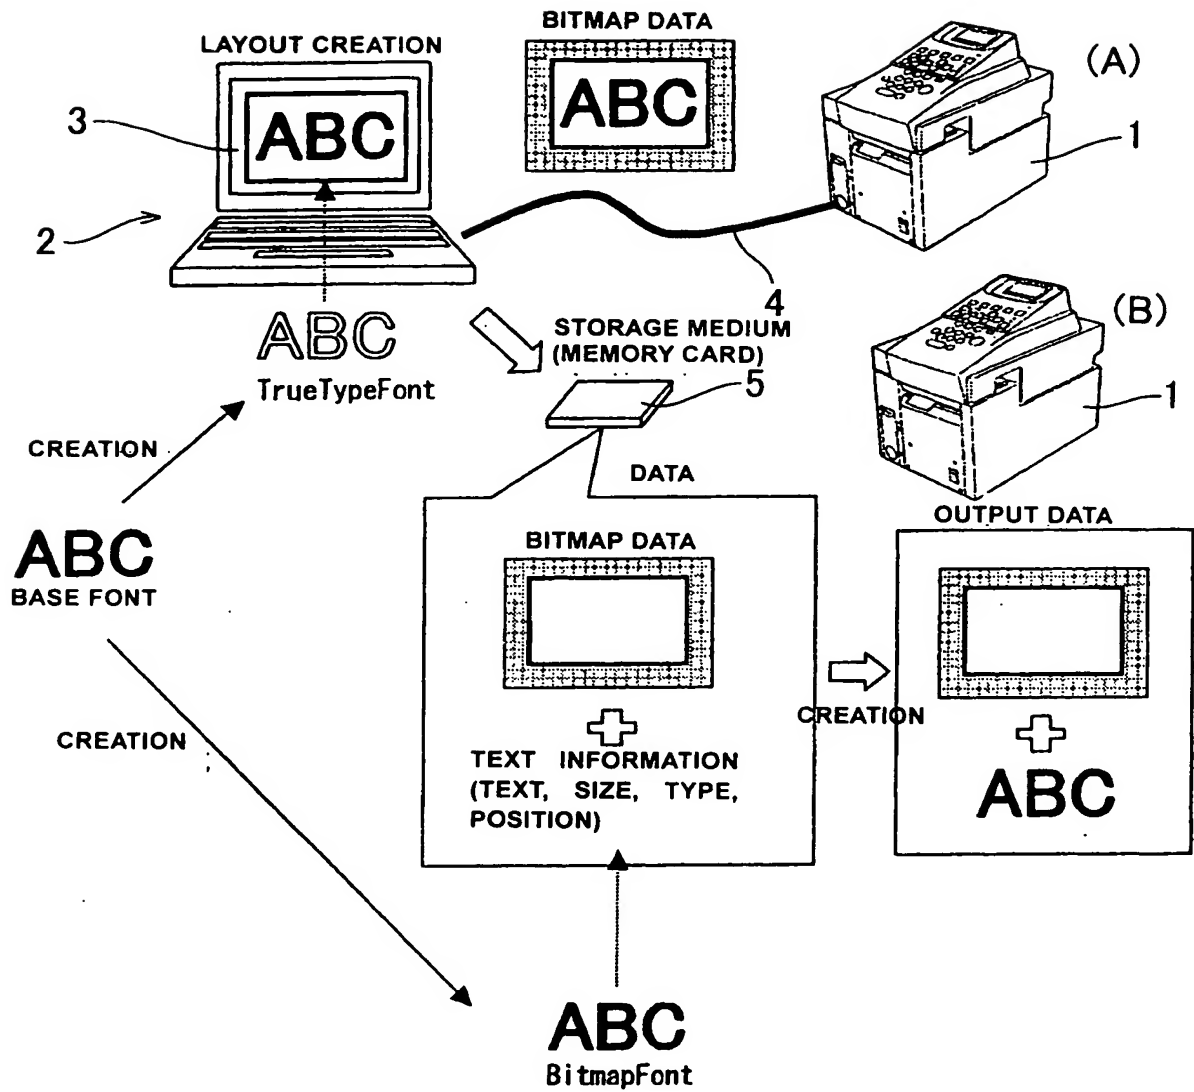 BITMAP DATA
LAYOUT CREATION
(A)
3
ABC
ABC
1
2
4
ABC
TrueTypeFont
STORAGE MEDIUM
(MEMORY CARD)
(B)
5
1
CREATION
DATA
OUTPUT DATA
ABC
BASE FONT
BITMAP DATA
CREATION
CREATION
TEXT INFORMATION
(TEXT, SIZE, TYPE,
POSITION)
ABC
ABC
BitmapFont